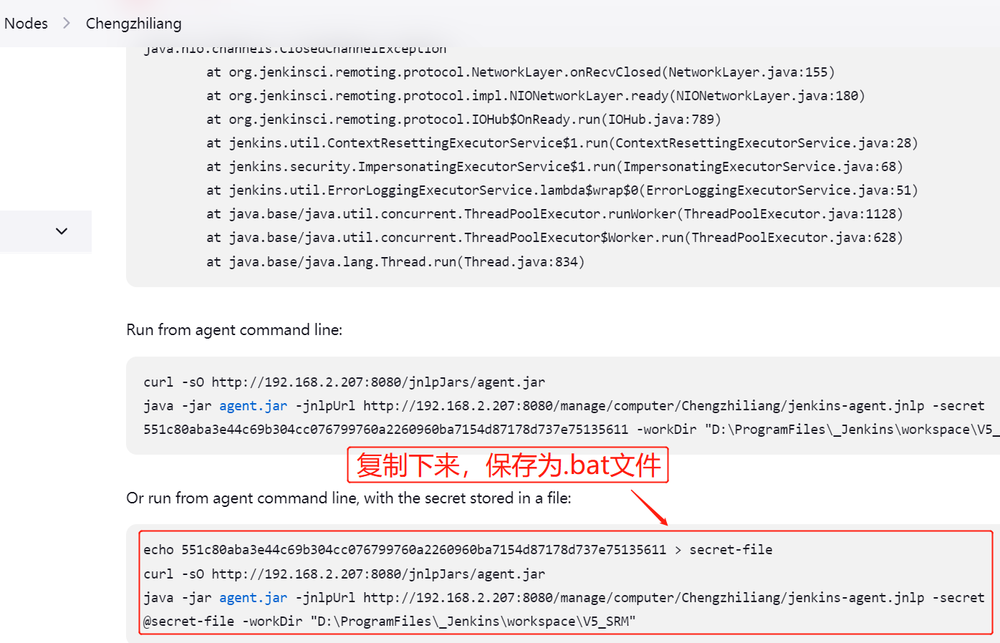 Nodes > Chengzhiliang
java.nio.channels.ClosedChannelException
at org.jenkinsci.remoting.protocol.NetworkLayer.onRecvClosed(NetworkLayer.java:155)
at org.jenkinsci.remoting.protocol.impl.NIONetworkLayer.ready(NIONetworkLayer.java:180)
at org.jenkinsci.remoting.protocol.IOHub$OnReady.run(IOHub.java:789)
at jenkins.util.ContextResettingExecutorService$1.run(ContextResettingExecutorService.java:28)
at jenkins.security.ImpersonatingExecutorService$1.run(ImpersonatingExecutorService.java:68)
at jenkins.util.ErrorLoggingExecutorService.lambda$wrap$0(ErrorLoggingExecutorService.java:51)
at java.base/java.util.concurrent.ThreadPoolExecutor.runWorker(ThreadPoolExecutor.java:1128)
at java.base/java.util.concurrent.ThreadPoolExecutor$Worker.run(ThreadPoolExecutor.java:628)
at java.base/java.lang.Thread.run(Thread.java:834)
Run from agent command line:
curl -sO http://192.168.2.207:8080/jnlpJars/agent.jar
java -jar agent.jar -jnlpUrl http://192.168.2.207:8080/manage/computer/Chengzhiliang/jenkins-agent.jnlp -secret
551c80aba3e44c69b304cc076799760a2260960ba7154d87178d737e75135611 -workDir "D:\ProgramFiles\_Jenkins\workspace\V5_
复制下来，保存为.bat文件
Or run from agent command line, with the secret stored in a file:
echo 551c80aba3e44c69b304cc076799760a2260960ba7154d87178d737e75135611 > secret-file
curl -sO http://192.168.2.207:8080/jnlpJars/agent.jar
java -jar agent.jar -jnlpUrl http://192.168.2.207:8080/manage/computer/Chengzhiliang/jenkins-agent.jnlp -secret
@secret-file -workDir "D:\ProgramFiles\_Jenkins\workspace\V5_SRM"